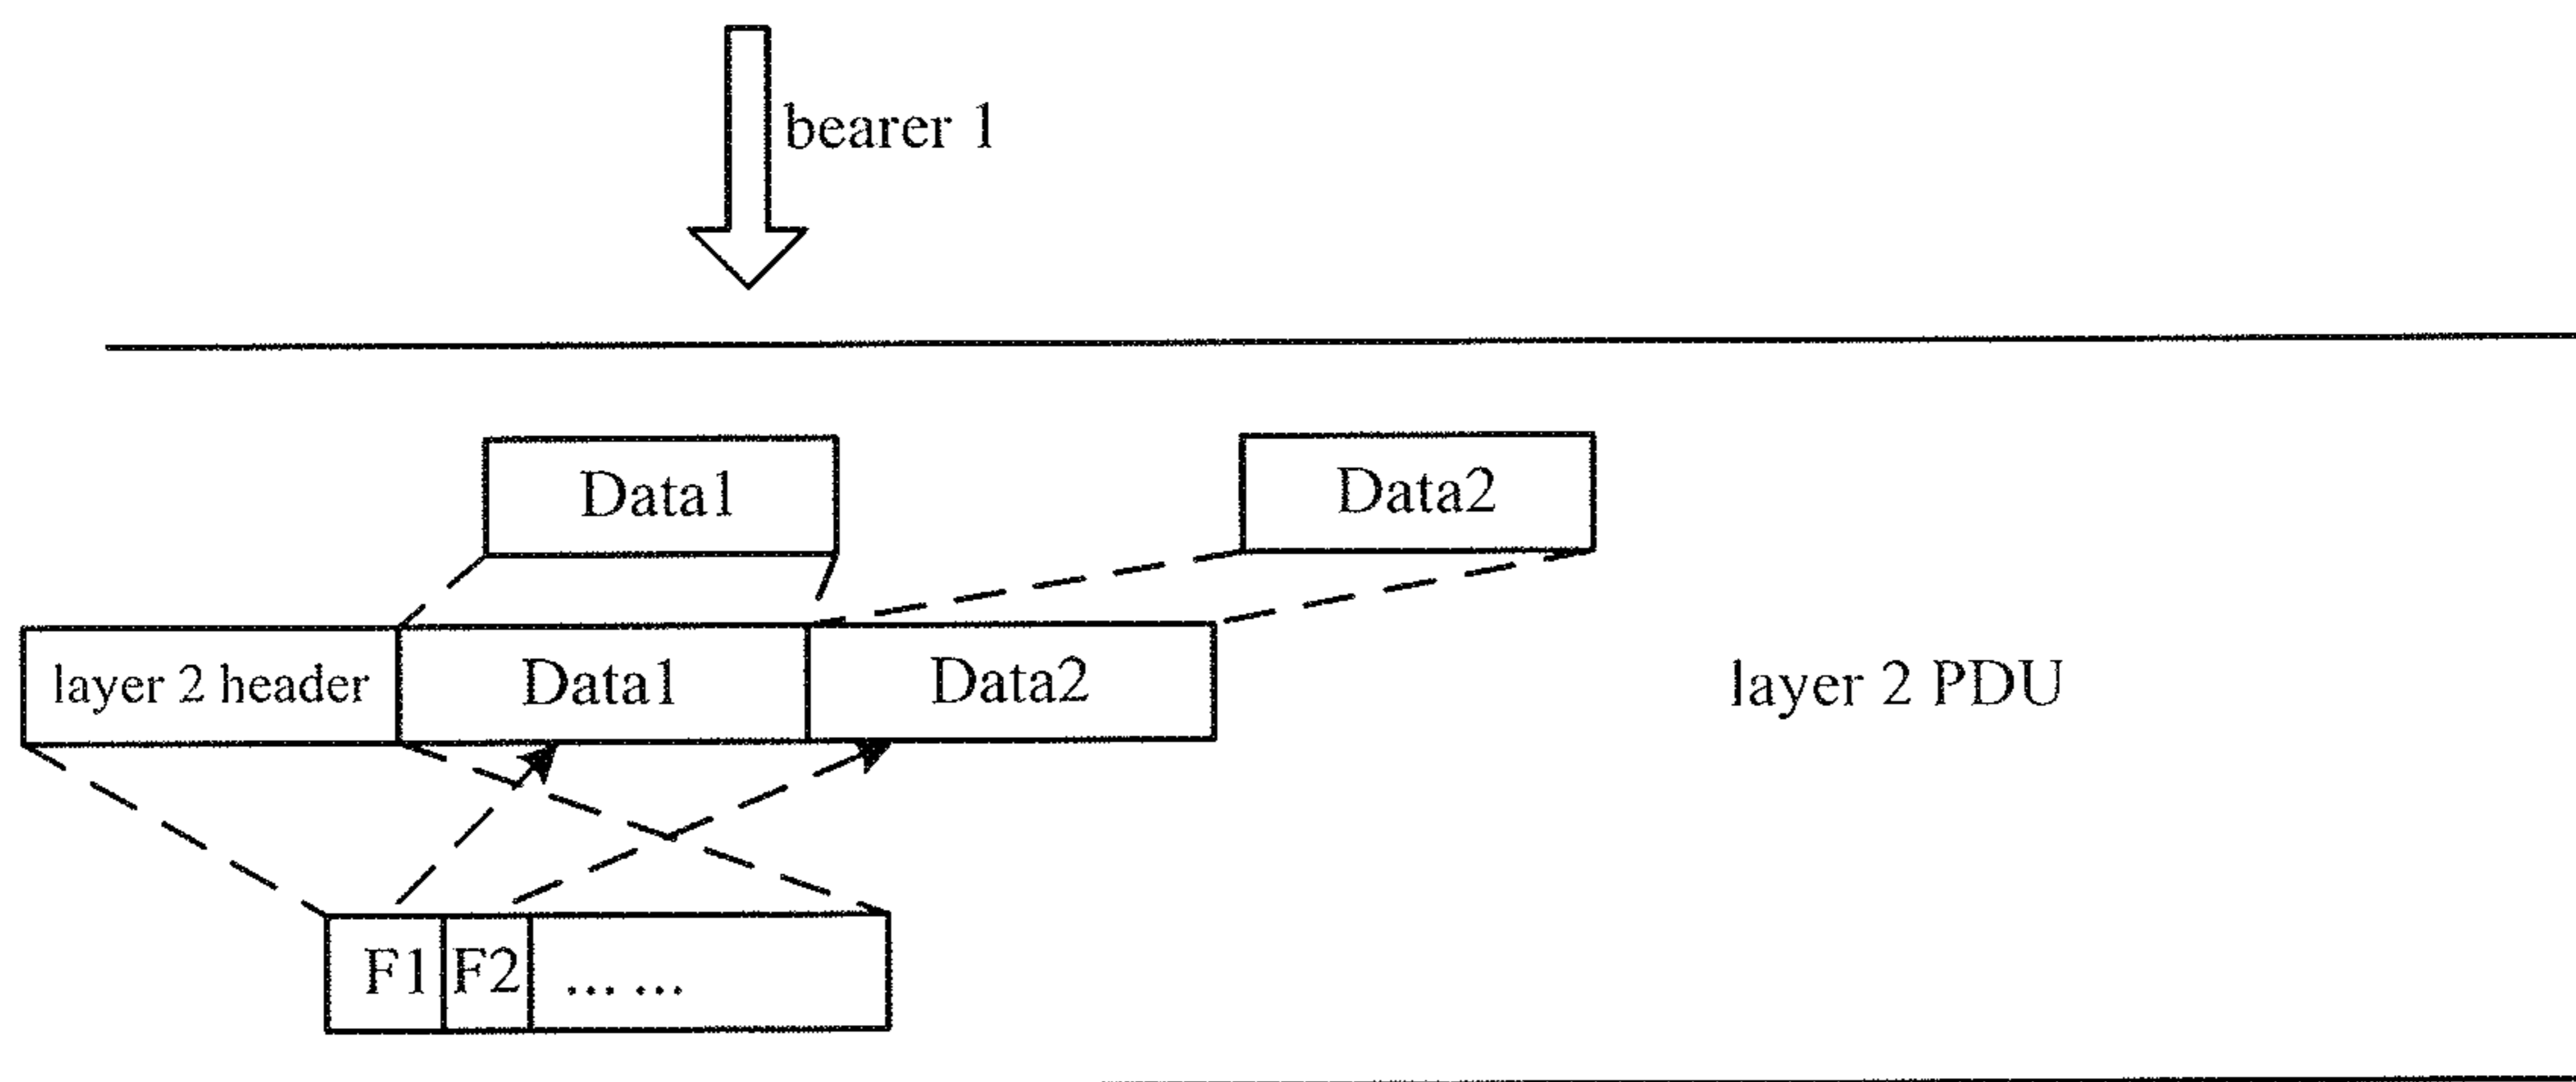 bearer 1
Data1 Data2
layer 2 header Data1 Data2 layer 2 PDU
F1 F2 ... ...